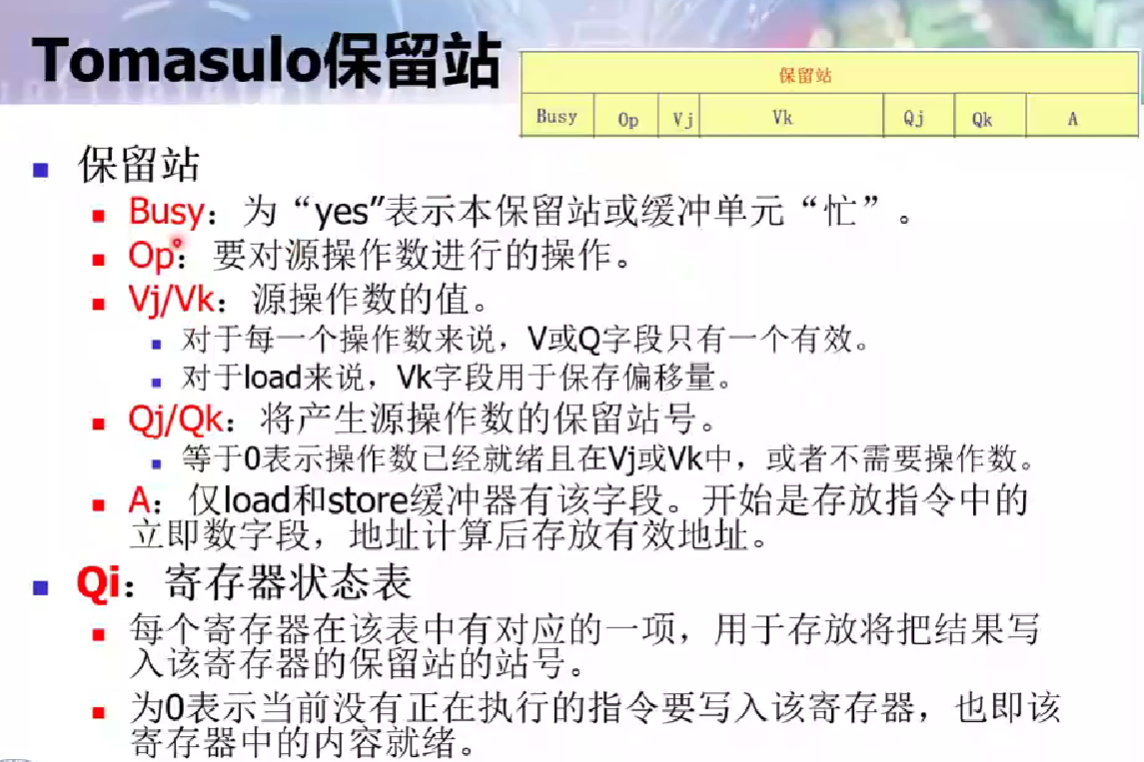 Tomasulo保留站
保留站
Busy Op Vj Vk Qj Qk A
保留站
Busy：为“yes”表示本保留站或缓冲单元“忙”。
Op：要对源操作数进行的操作。
Vj/Vk：源操作数的值。
对于每一个操作数来说，V或Q字段只有一个有效。
对于load来说，Vk字段用于保存偏移量。
Qj/Qk：将产生源操作数的保留站号。
等于0表示操作数已经就绪且在Vj或Vk中，或者不需要操作数。
A：仅load和store缓冲器有该字段。开始是存放指令中的
立即数字段，地址计算后存放有效地址。
Qi：寄存器状态表
每个寄存器在该表中有对应的一项，用于存放将把结果写
入该寄存器的保留站的站号。
为0表示当前没有正在执行的指令要写入该寄存器，也即该
寄存器中的内容就绪。